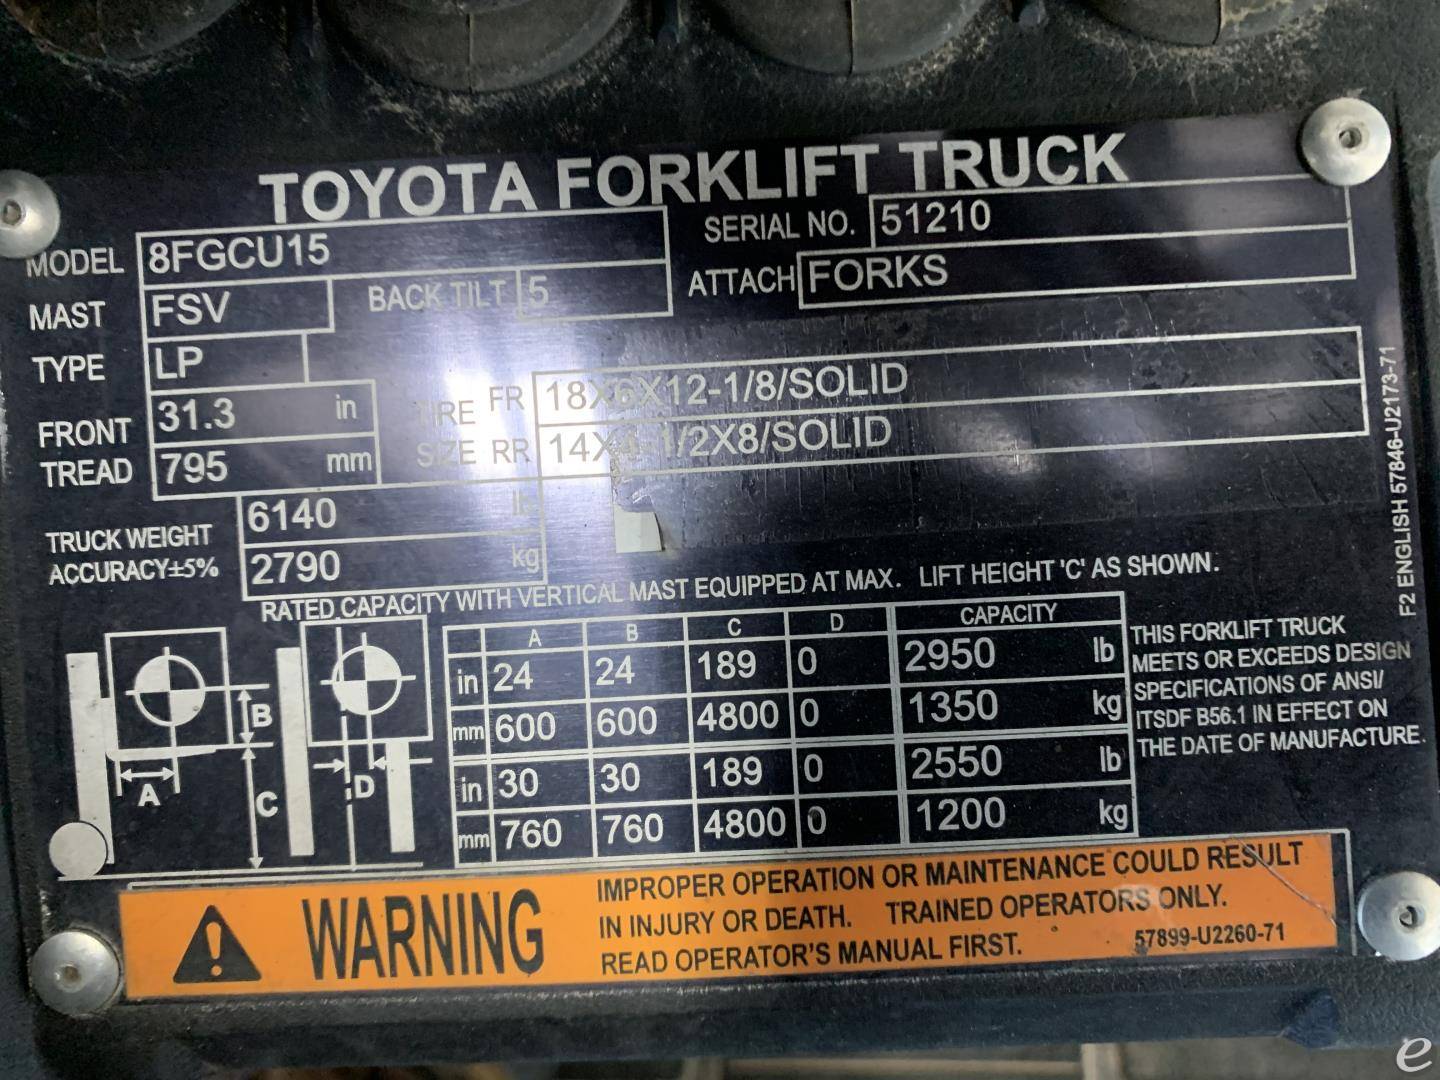 TOYOTA FORKLIFT TRUCK
MODEL 8FGCU15 SERIAL NO. 51210
MAST FSV BACK TILT 5 ATTACH FORKS
TYPE LP
FRONT TREAD 31.3 in TIRE SIZE FR 18X6X12-1/8/SOLID
795 mm RR 14X4-1/2X8/SOLID
TRUCK WEIGHT 6140 lb
ACCURACY±5% 2790 kg
RATED CAPACITY WITH VERTICAL MAST EQUIPPED AT MAX. LIFT HEIGHT 'C' AS SHOWN.
A B C D CAPACITY
in 24 24 189 0 2950 lb
mm 600 600 4800 0 1350 kg
in 30 30 189 0 2550 lb
mm 760 760 4800 0 1200 kg
A B C D
THIS FORKLIFT TRUCK
MEETS OR EXCEEDS DESIGN
SPECIFICATIONS OF ANSI/
ITSDF B56.1 IN EFFECT ON
THE DATE OF MANUFACTURE.
F2 ENGLISH 57846-U2173-71
WARNING
IMPROPER OPERATION OR MAINTENANCE COULD RESULT
IN INJURY OR DEATH. TRAINED OPERATORS ONLY.
READ OPERATOR'S MANUAL FIRST. 57899-U2260-71
e